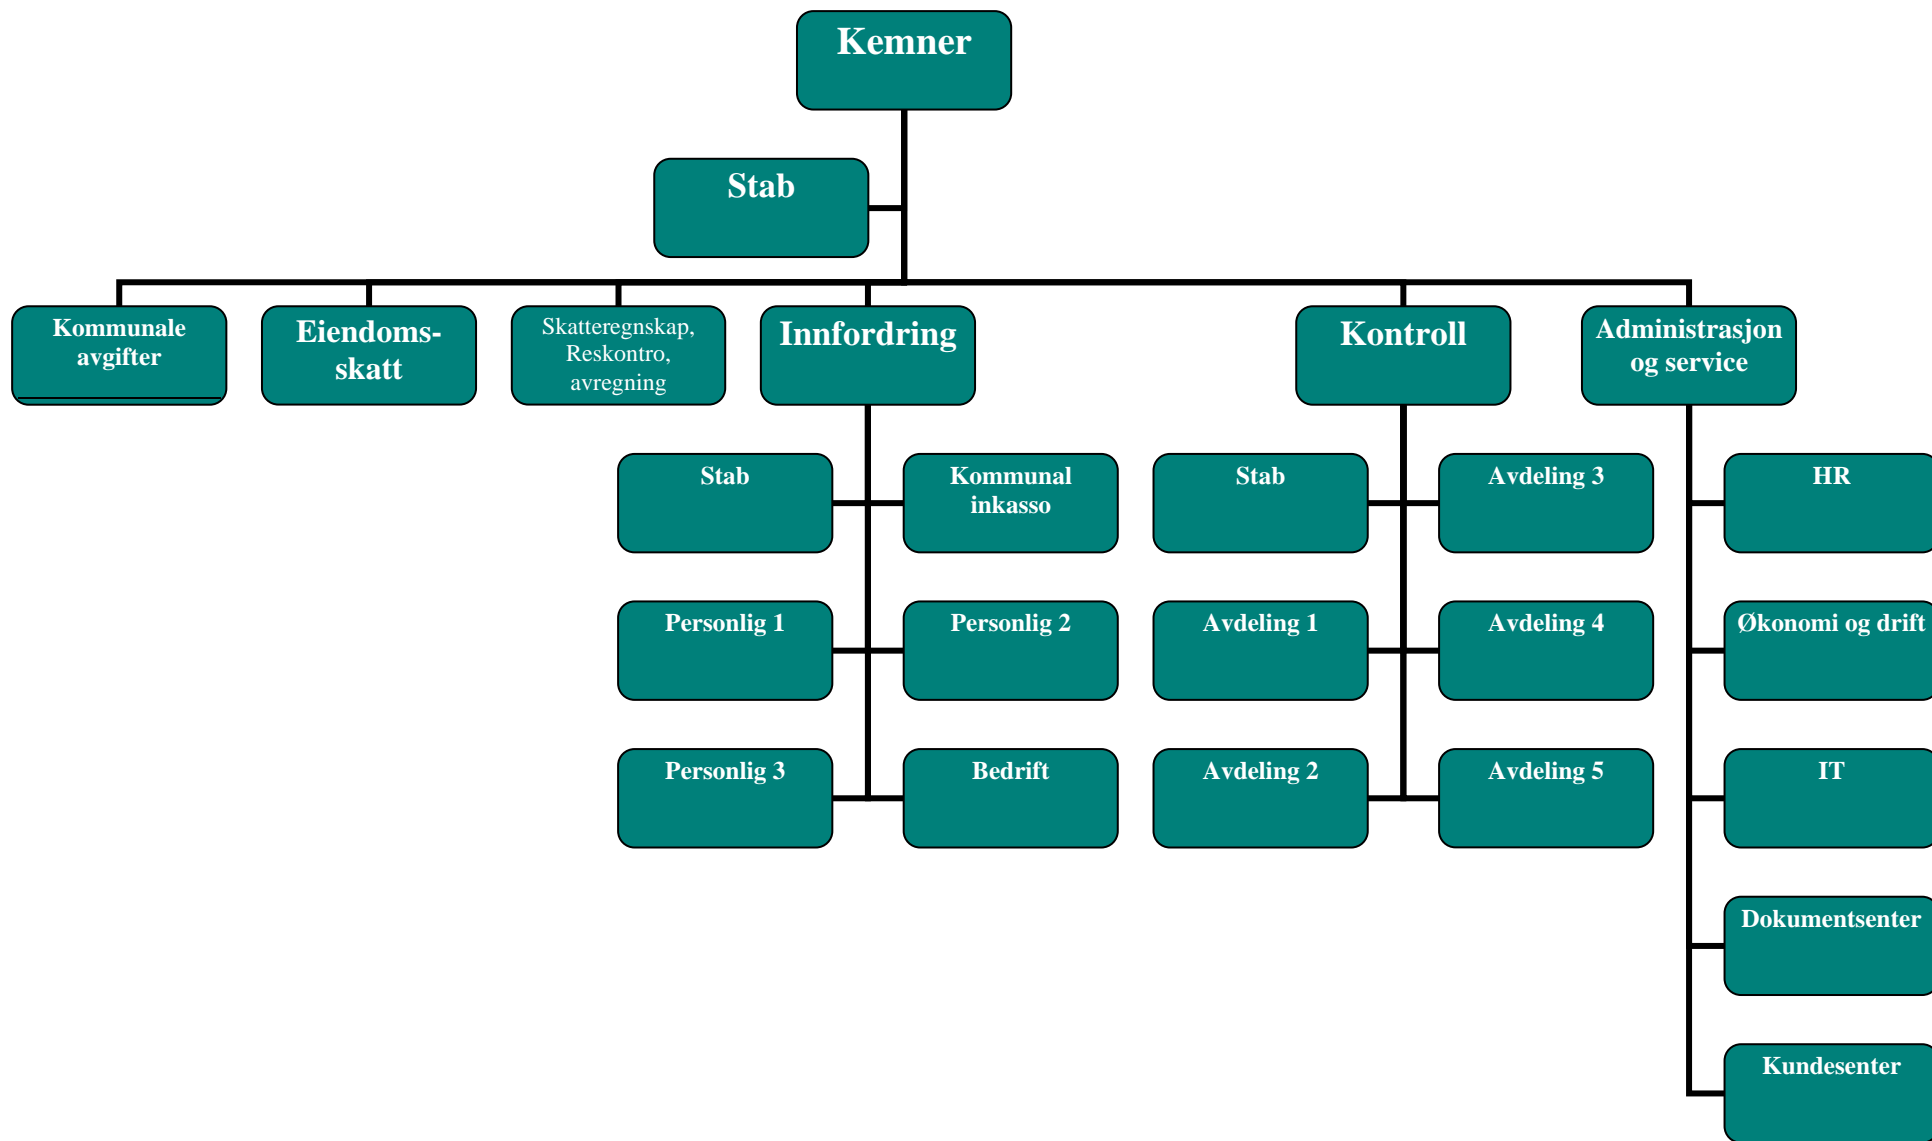 Kemner
Stab
Kommunale
avgifter
Eiendoms-
skatt
Skatteregnskap,
Reskontro,
avregning
Innfordring
Kontroll
Administrasjon
og service
Stab
Kommunal
inkasso
Stab
Avdeling 3
HR
Personlig 1
Personlig 2
Avdeling 1
Avdeling 4
Økonomi og drift
Personlig 3
Bedrift
Avdeling 2
Avdeling 5
IT
Dokumentsenter
Kundesenter